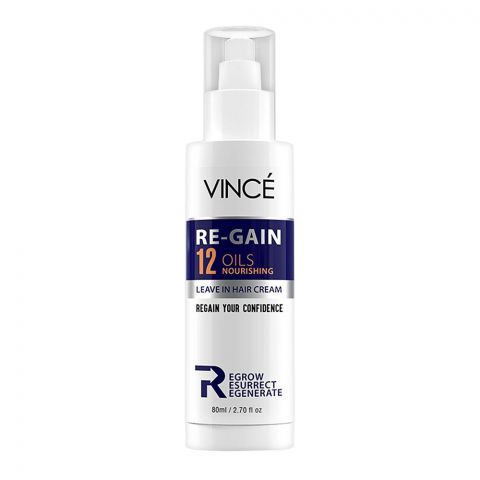 VINCÉ
RE-GAIN
12 OILS
NOURISHING
LEAVE IN HAIR CREAM
REGAIN YOUR CONFIDENCE
R EGROW
ESURRECT
EGENERATE
80ml / 2.70 fl oz